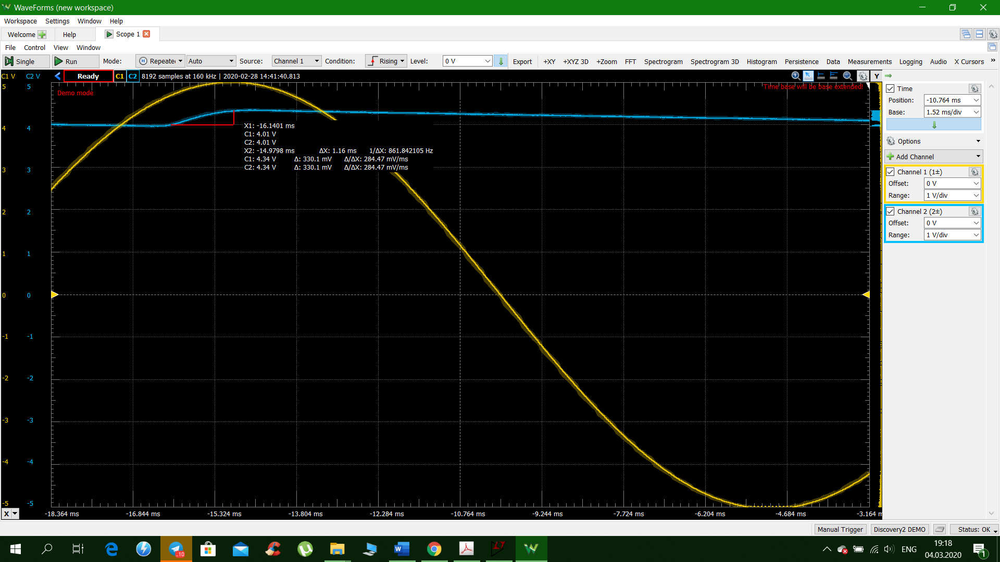 WaveForms (new workspace)
Workspace Settings Window Help
Welcome Help Scope 1
File Control View Window
Single Run Mode: Repeated Auto Source: Channel 1 Condition: Rising Level: 0 V Export +XY +XYZ 3D +Zoom FFT Spectrogram Spectrogram 3D Histogram Persistence Data Measurements Logging Audio X Cursors »
C1 V C2 V Ready C1 C2 8192 samples at 160 kHz | 2020-02-28 14:41:40.813 Y
Demo mode Time base will be base extended!
5 5
4 4
3 3
2 2
1 1
0 0
-1 -1
-2 -2
-3 -3
-4 -4
-5 -5
X1: -16.1401 ms
C1: 4.01 V
C2: 4.01 V
X2: -14.9798 ms ΔX: 1.16 ms 1/ΔX: 861.842105 Hz
C1: 4.34 V Δ: 330.1 mV Δ/ΔX: 284.47 mV/ms
C2: 4.34 V Δ: 330.1 mV Δ/ΔX: 284.47 mV/ms
X -18.364 ms -16.844 ms -15.324 ms -13.804 ms -12.284 ms -10.764 ms -9.244 ms -7.724 ms -6.204 ms -4.684 ms -3.164 m
Time
Position: -10.764 ms
Base: 1.52 ms/div
Options
Add Channel
Channel 1 (1±)
Offset: 0 V
Range: 1 V/div
Channel 2 (2±)
Offset: 0 V
Range: 1 V/div
Manual Trigger Discovery2 DEMO Status: OK
10
ENG
19:18
04.03.2020
1